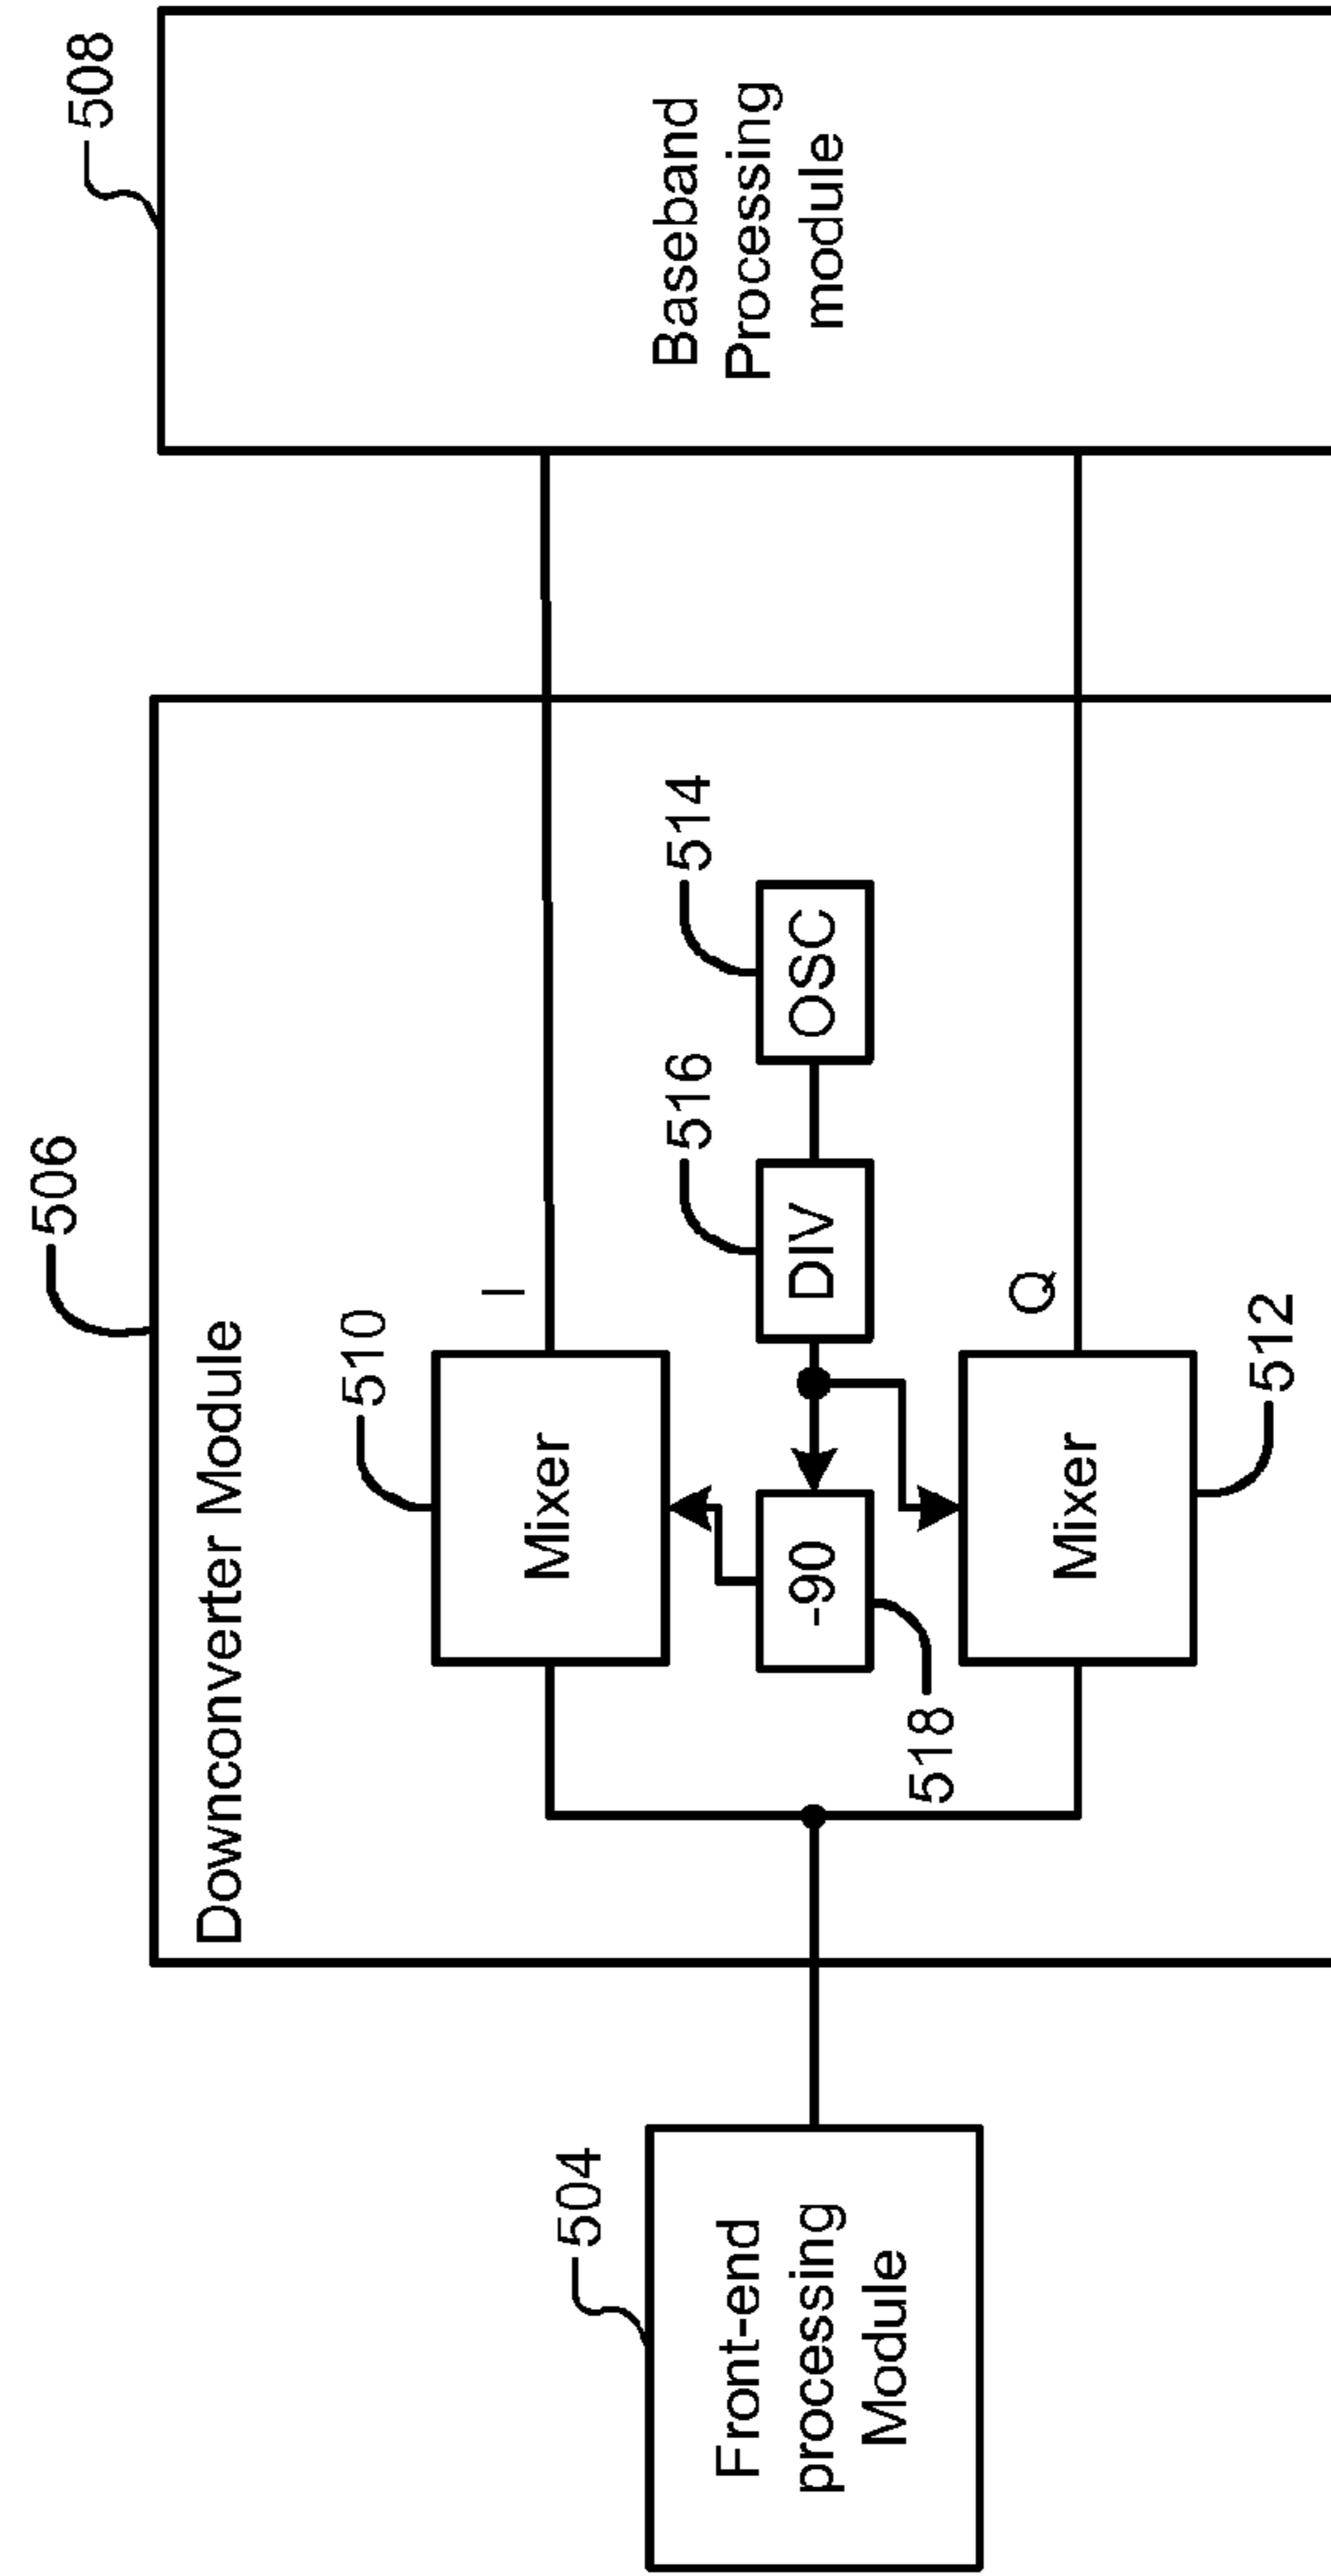 506
508
Downconverter Module
510
I
Mixer
504
Front-end
processing
Module
518
-90
516
DIV
514
OSC
Baseband
Processing
module
Q
Mixer
512